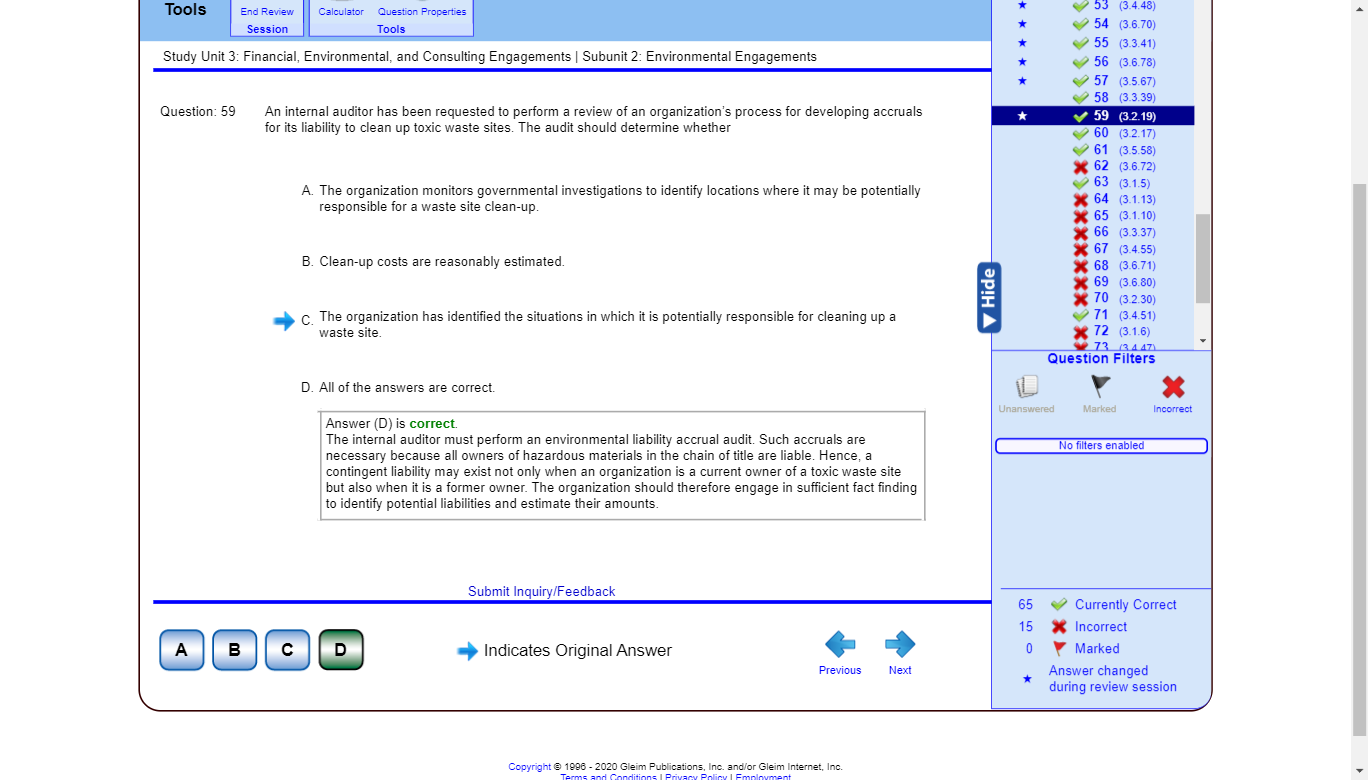 Tools
End Review
Session
Calculator Question Properties
Tools
Study Unit 3: Financial, Environmental, and Consulting Engagements | Subunit 2: Environmental Engagements
Question: 59 An internal auditor has been requested to perform a review of an organization's process for developing accruals
for its liability to clean up toxic waste sites. The audit should determine whether
A. The organization monitors governmental investigations to identify locations where it may be potentially
responsible for a waste site clean-up.
B. Clean-up costs are reasonably estimated.
C. The organization has identified the situations in which it is potentially responsible for cleaning up a
waste site.
D. All of the answers are correct.
Answer (D) is correct.
The internal auditor must perform an environmental liability accrual audit. Such accruals are
necessary because all owners of hazardous materials in the chain of title are liable. Hence, a
contingent liability may exist not only when an organization is a current owner of a toxic waste site
but also when it is a former owner. The organization should therefore engage in sufficient fact finding
to identify potential liabilities and estimate their amounts.
Submit Inquiry/Feedback
A B C D
Indicates Original Answer
Previous
Next
Hide
53 (3.4.48)
54 (3.6.70)
55 (3.3.41)
56 (3.6.78)
57 (3.5.67)
58 (3.3.39)
59 (3.2.19)
60 (3.2.17)
61 (3.5.58)
62 (3.6.72)
63 (3.1.5)
64 (3.1.13)
65 (3.1.10)
66 (3.3.37)
67 (3.4.55)
68 (3.6.71)
69 (3.6.80)
70 (3.2.30)
71 (3.4.51)
72 (3.1.6)
73 (3.4.47)
Question Filters
Unanswered
Marked
Incorrect
No filters enabled
65 Currently Correct
15 Incorrect
0 Marked
Answer changed
during review session
Copyright © 1996 - 2020 Gleim Publications, Inc. and/or Gleim Internet, Inc.
Terms and Conditions | Privacy Policy | Employment